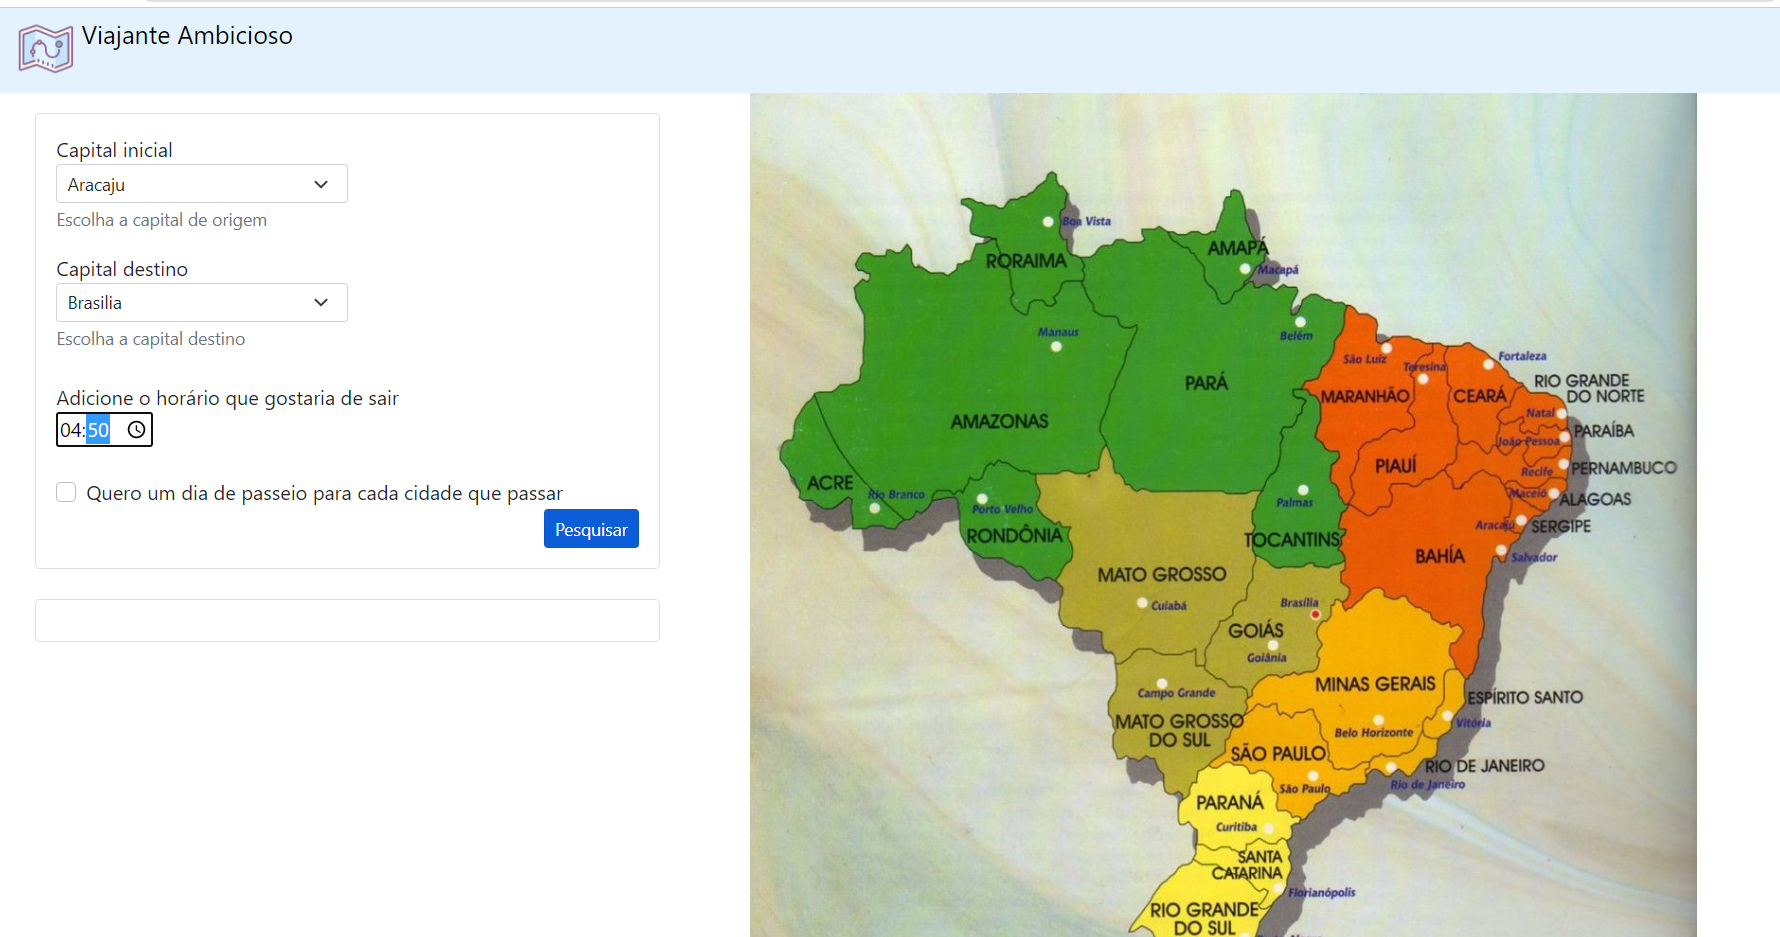 Viajante Ambicioso
Capital inicial
Aracaju
Escolha a capital de origem
Capital destino
Brasilia
Escolha a capital destino
Adicione o horário que gostaria de sair
04:50
Quero um dia de passeio para cada cidade que passar
Pesquisar
Boa Vista
RORAIMA
AMAPÁ
Macapá
Manaus
Belém
São Luiz
Teresina
Fortaleza
PARÁ
RIO GRANDE
DO NORTE
MARANHÃO
CEARÁ
AMAZONAS
Natal
PARAÍBA
João Pessoa
PIAUÍ
Recife
PERNAMBUCO
ACRE
Rio Branco
Maceió
ALAGOAS
Palmas
Porto Velho
Aracaju
SERGIPE
RONDÔNIA
TOCANTINS
BAHÍA
Salvador
MATO GROSSO
Cuiabá
Brasília
GOIÁS
Goiânia
MINAS GERAIS
Campo Grande
ESPÍRITO SANTO
MATO GROSSO
DO SUL
Vitória
Belo Horizonte
SÃO PAULO
RIO DE JANEIRO
São Paulo
Rio de Janeiro
PARANÁ
Curitiba
SANTA
CATARINA
Florianópolis
RIO GRANDE
DO SUL